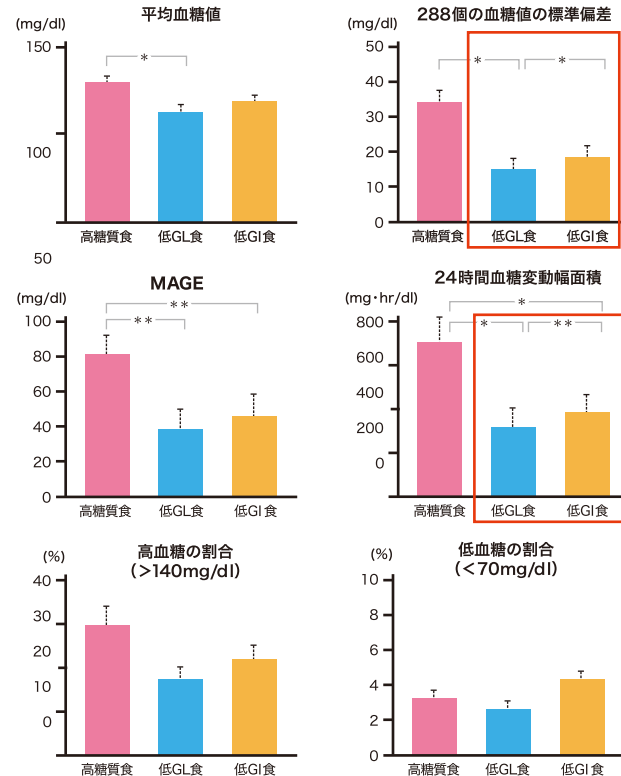 平均血糖値
(mg/dl)
150
100
50
*
高糖質食 低GL食 低GI食
288個の血糖値の標準偏差
(mg/dl)
50
40
30
20
10
0
* *
高糖質食 低GL食 低GI食
MAGE
(mg/dl)
100
80
60
40
20
0
**
**
高糖質食 低GL食 低GI食
24時間血糖変動幅面積
(mg・hr/dl)
800
600
400
200
0
*
* **
高糖質食 低GL食 低GI食
高血糖の割合
(>140mg/dl)
(%)
40
30
20
10
0
高糖質食 低GL食 低GI食
低血糖の割合
(<70mg/dl)
(%)
10
8
6
4
2
0
高糖質食 低GL食 低GI食